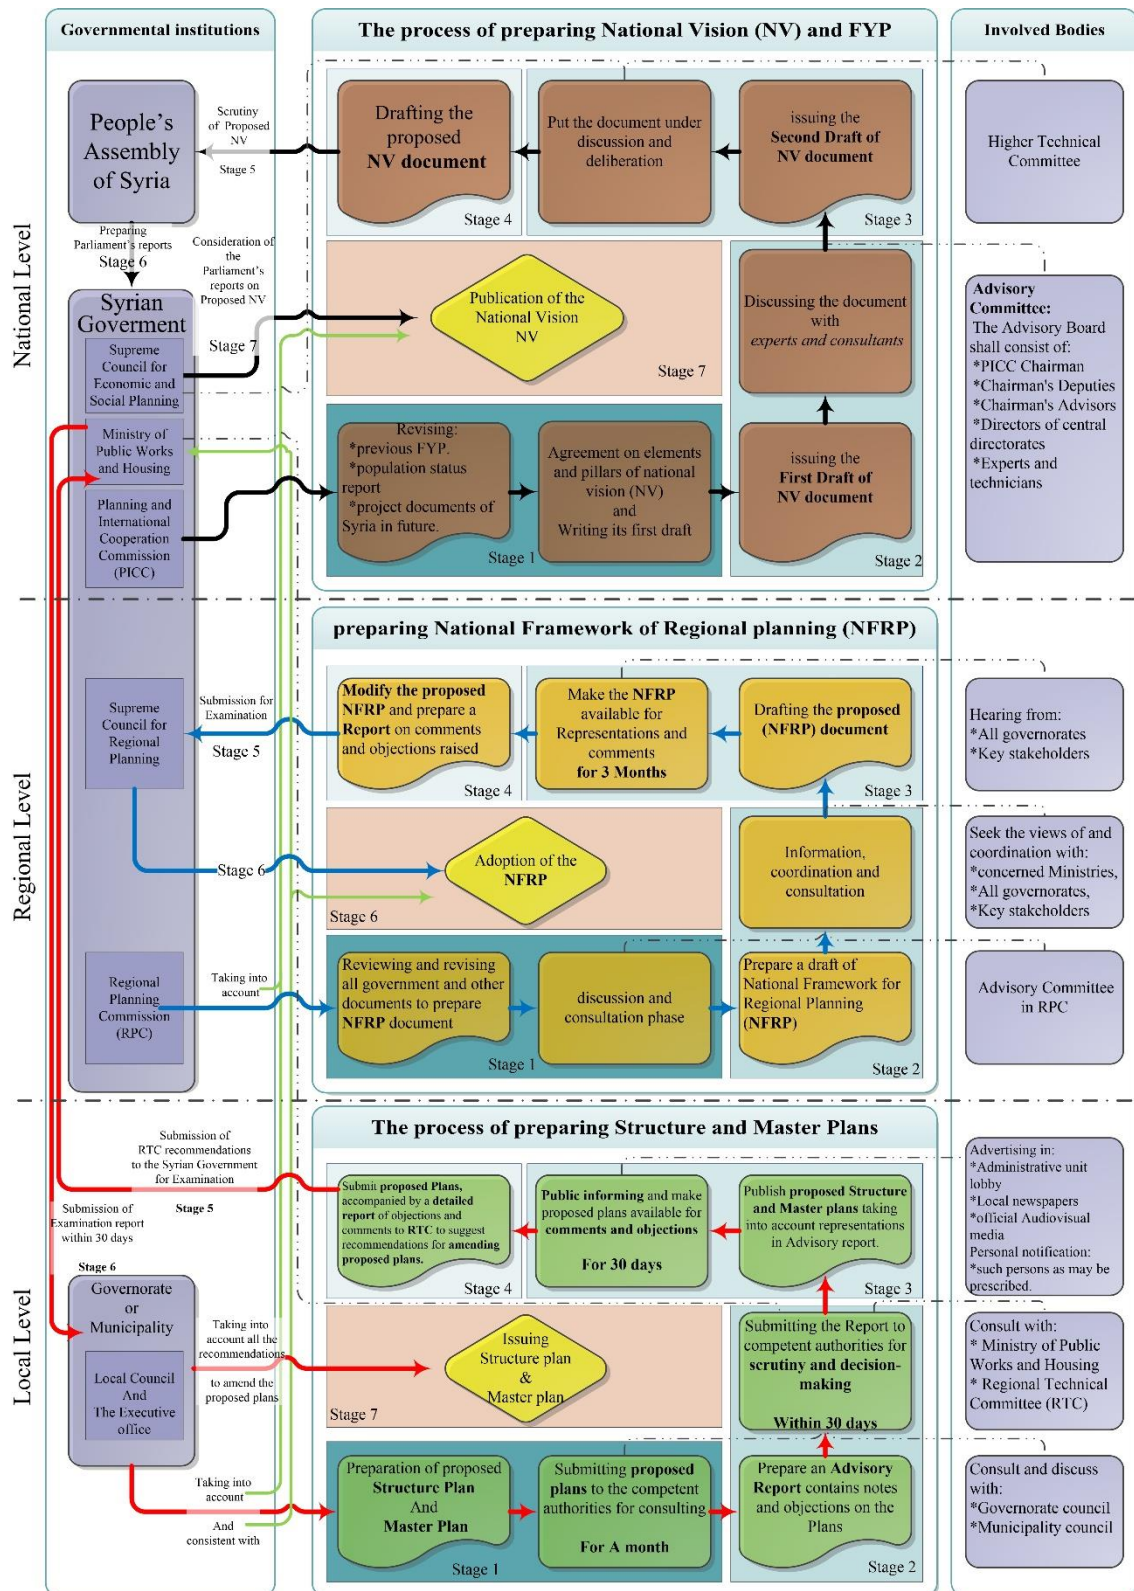 Governmental institutions
The process of preparing National Vision (NV) and FYP
Involved Bodies
National Level
People's
Assembly
of Syria
Scrutiny
of Proposed
NV
Stage 5
Drafting the
proposed
NV document
Stage 4
Put the document under
discussion and
deliberation
issuing the
Second Draft of
NV document
Stage 3
Higher Technical
Committee
Preparing
Parliament's reports
Stage 6
Consideration of
the
Parliament's
reports on
Proposed NV
Stage 7
Syrian
Goverment
Supreme
Council for
Economic and
Social Planning
Ministry of
Public Works
and Housing
Planning and
International
Cooperation
Commission
(PICC)
Publication of the
National Vision
NV
Stage 7
Discussing the document
with
experts and consultants
Advisory
Committee:
The Advisory Board
shall consist of:
*PICC Chairman
*Chairman's Deputies
*Chairman's Advisors
*Directors of central
directorates
*Experts and
technicians
Revising:
*previous FYP.
*population status
report
*project documents of
Syria in future.
Agreement on elements
and pillars of national
vision (NV)
and
Writing its first draft
Stage 1
issuing the
First Draft of
NV document
Stage 2
Regional Level
preparing National Framework of Regional planning (NFRP)
Supreme
Council for
Regional
Planning
Submission for
Examination
Stage 5
Modify the proposed
NFRP and prepare a
Report on comments
and objections raised
Stage 4
Make the NFRP
available for
Representations and
comments
for 3 Months
Drafting the proposed
(NFRP) document
Stage 3
Hearing from:
*All governorates
*Key stakeholders
Stage 6
Adoption of the
NFRP
Stage 6
Information,
coordination and
consultation
Seek the views of and
coordination with:
*concerned Ministries,
*All governorates,
*Key stakeholders
Regional
Planning
Commission
(RPC)
Taking into
account
Reviewing and revising
all government and other
documents to prepare
NFRP document
discussion and
consultation phase
Stage 1
Prepare a draft of
National Framework for
Regional Planning
(NFRP)
Stage 2
Advisory Committee
in RPC
Local Level
The process of preparing Structure and Master Plans
Submission of
RTC recommendations
to the Syrian Government
for Examination
Stage 5
Submission of
Examination report
within 30 days
Stage 6
Submit proposed Plans,
accompanied by a detailed
report of objections and
comments to RTC to suggest
recommendations for amending
proposed plans.
Stage 4
Public informing and make
proposed plans available for
comments and objections
For 30 days
Publish proposed Structure
and Master plans taking
into account representations
in Advisory report.
Stage 3
Advertising in:
*Administrative unit
lobby
*Local newspapers
*official Audiovisual
media
Personal notification:
*such persons as may be
prescribed.
Governorate
or
Municipality
Local Council
And
The Executive
office
Taking into
account all the
recommendations
to amend the
proposed plans
Issuing
Structure plan
&
Master plan
Stage 7
Submitting the Report to
competent authorities for
scrutiny and decision-
making
Within 30 days
Consult with:
* Ministry of Public
Works and Housing
* Regional Technical
Committee (RTC)
Taking into
account
And
consistent with
Preparation of proposed
Structure Plan
And
Master Plan
Submitting proposed
plans to the competent
authorities for consulting
For A month
Stage 1
Prepare an Advisory
Report contains notes
and objections on the
Plans
Stage 2
Consult and discuss
with:
*Governorate council
*Municipality council